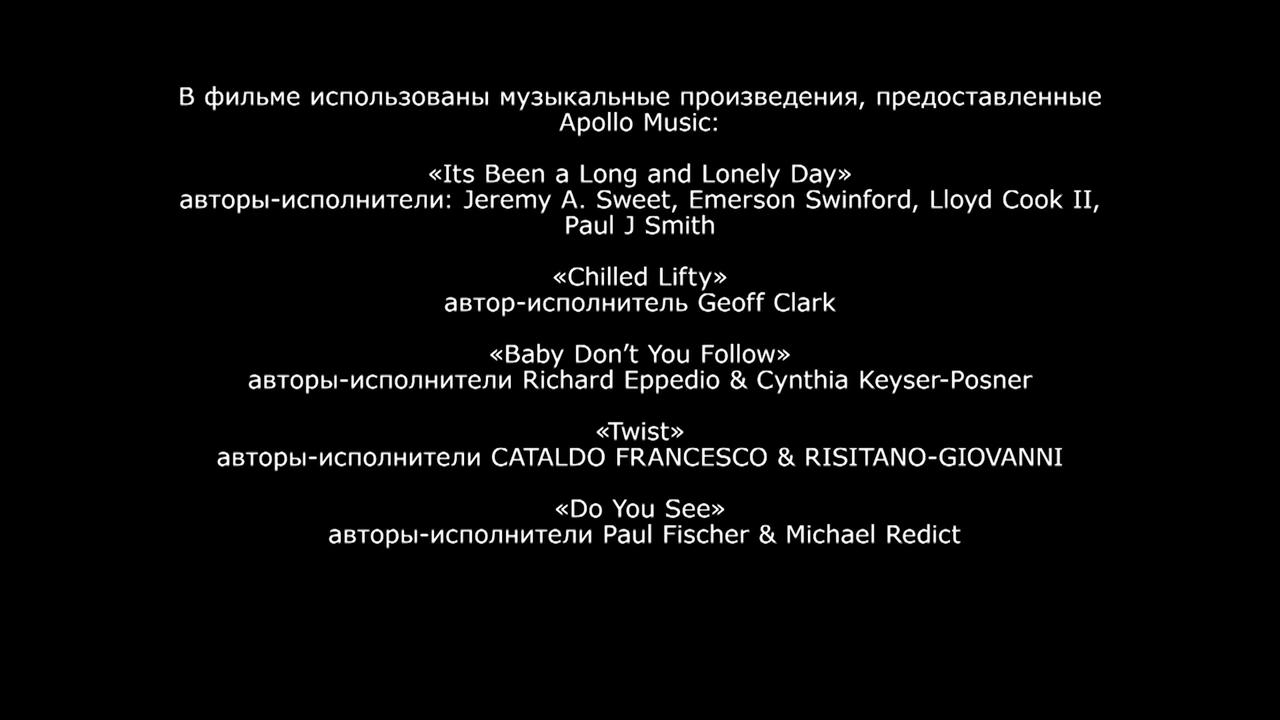 В фильме использованы музыкальные произведения, предоставленные
Apollo Music:
«Its Been a Long and Lonely Day»
авторы-исполнители: Jeremy A. Sweet, Emerson Swinford, Lloyd Cook II,
Paul J Smith
«Chilled Lifty»
автор-исполнитель Geoff Clark
«Baby Don’t You Follow»
авторы-исполнители Richard Eppedio & Cynthia Keyser-Posner
«Twist»
авторы-исполнители CATALDO FRANCESCO & RISITANO-GIOVANNI
«Do You See»
авторы-исполнители Paul Fischer & Michael Redict